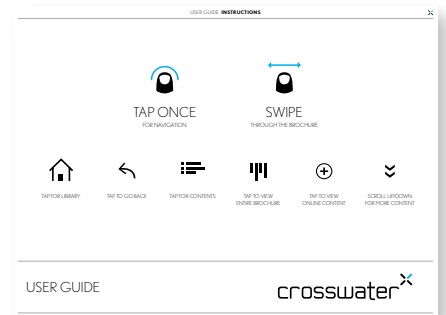 USER GUIDE INSTRUCTIONS
TAP ONCE
FOR NAVIGATION
SWIPE
THROUGH THE BROCHURE
TAP FOR LIBRARY
TAP TO GO BACK
TAP FOR CONTENTS
TAP TO VIEW
ENTIRE BROCHURE
TAP TO VIEW
ONLINE CONTENT
SCROLL UP/DOWN
FOR MORE CONTENT
USER GUIDE
crosswater